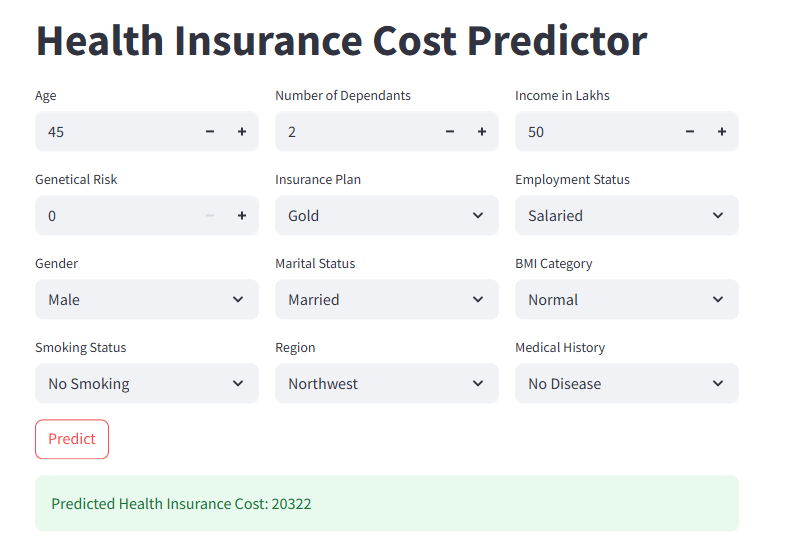 Health Insurance Cost Predictor
Age
Number of Dependants
Income in Lakhs
45
2
50
Genetical Risk
Insurance Plan
Employment Status
0
Gold
Salaried
Gender
Marital Status
BMI Category
Male
Married
Normal
Smoking Status
Region
Medical History
No Smoking
Northwest
No Disease
Predict
Predicted Health Insurance Cost: 20322